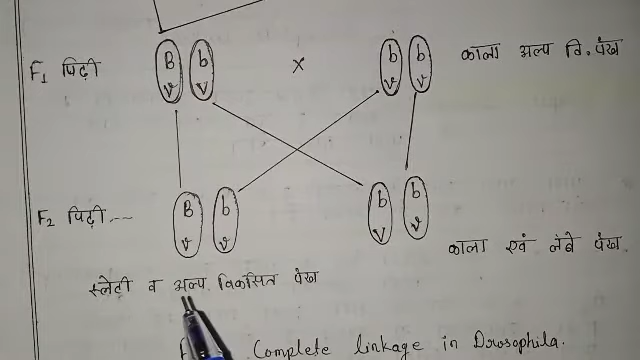 F1 पिढ़ी B v b v × b v b v काला अल्प वि. पंख
F2 पिढ़ी.-- B v b v b V b v
काला एवं लंबे पंख
स्लेटी व अल्प विकसित पंख
Complete linkage in Drosophila.